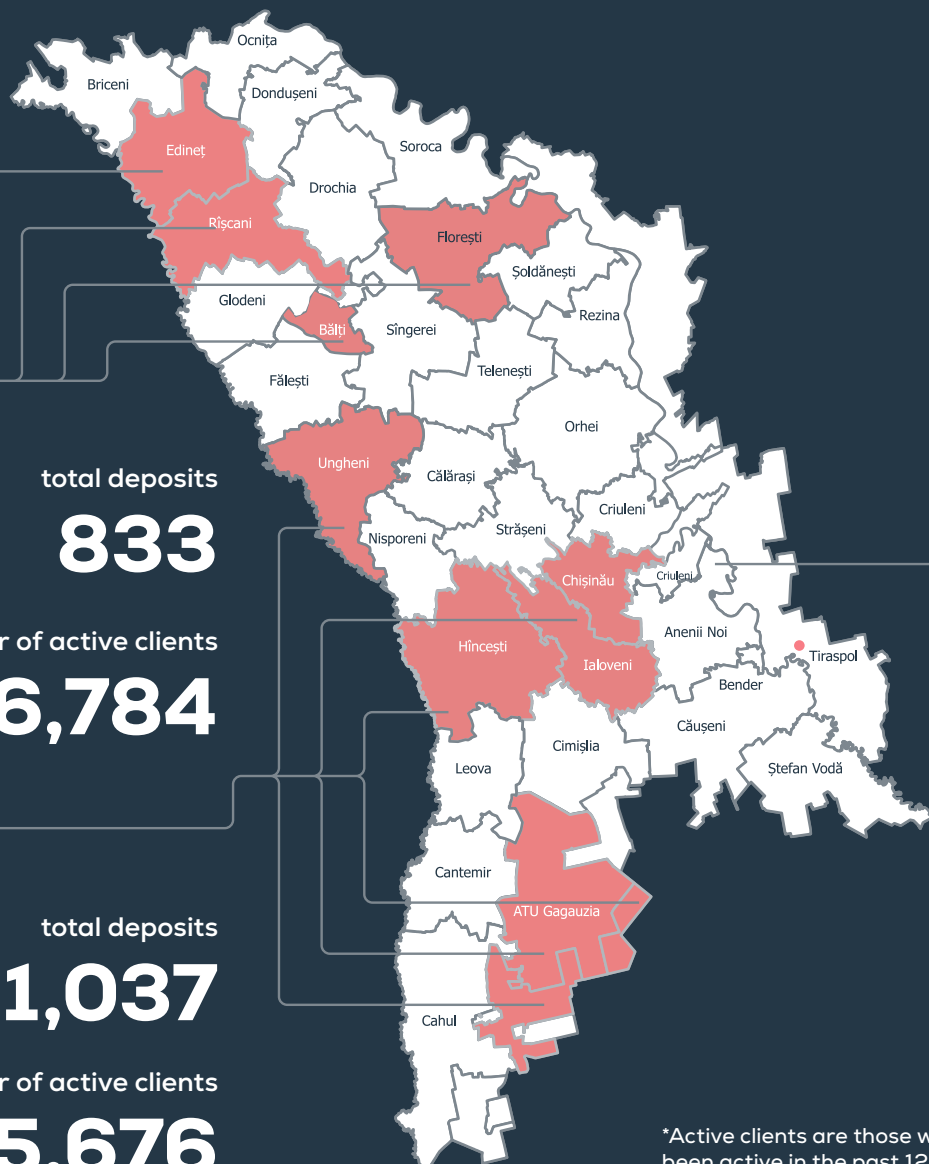 Ocnița
Briceni
Dondușeni
Edineț
Soroca
Drochia
Rîșcani
Florești
Șoldănești
Glodeni
Rezina
Bălți
Sîngerei
Telenești
Fălești
Orhei
Ungheni
Călărași
total deposits
833
Criuleni
Strășeni
Nisporeni
Chișinău
Criuleni
Anenii Noi
of active clients
6,784
Hîncești
Ialoveni
Tiraspol
Bender
Căușeni
Cimișlia
Leova
Ștefan Vodă
Cantemir
ATU Gagauzia
total deposits
1,037
Cahul
of active clients
5,676
*Active clients are those
been active in the past 12